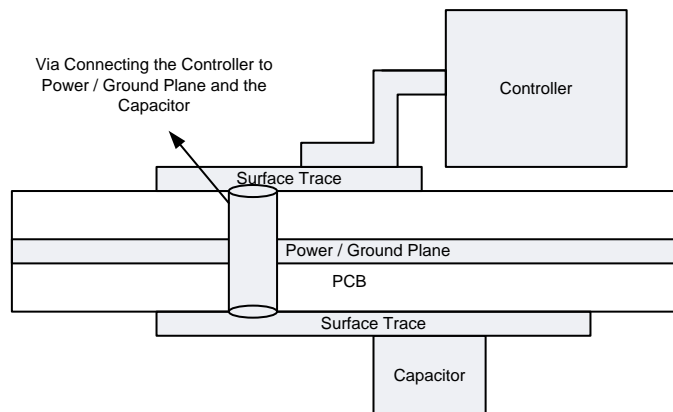 Via Connecting the Controller to
Power / Ground Plane and the
Capacitor
Controller
Surface Trace
Power / Ground Plane
PCB
Surface Trace
Capacitor